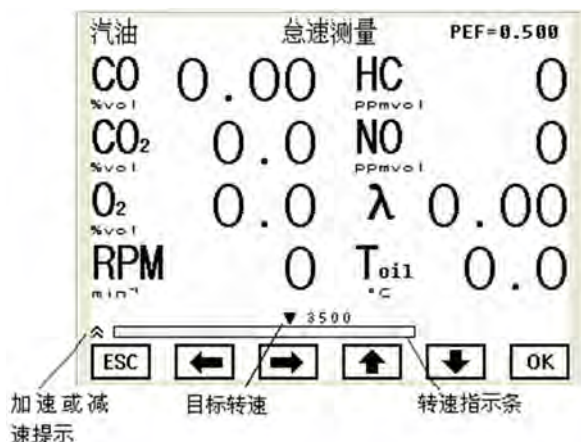 汽油 怠速测量 PEF=0.500
CO 0.00 HC 0
%vol ppmvol
CO₂ 0.0 NO 0
%vol ppmvol
O₂ 0.0 λ 0.00
%vol
RPM 0 Toil 0.0
min⁻¹ °C
▼ 3500
ESC ← → ↑ ↓ OK
加速或减速提示 目标转速 转速指示条